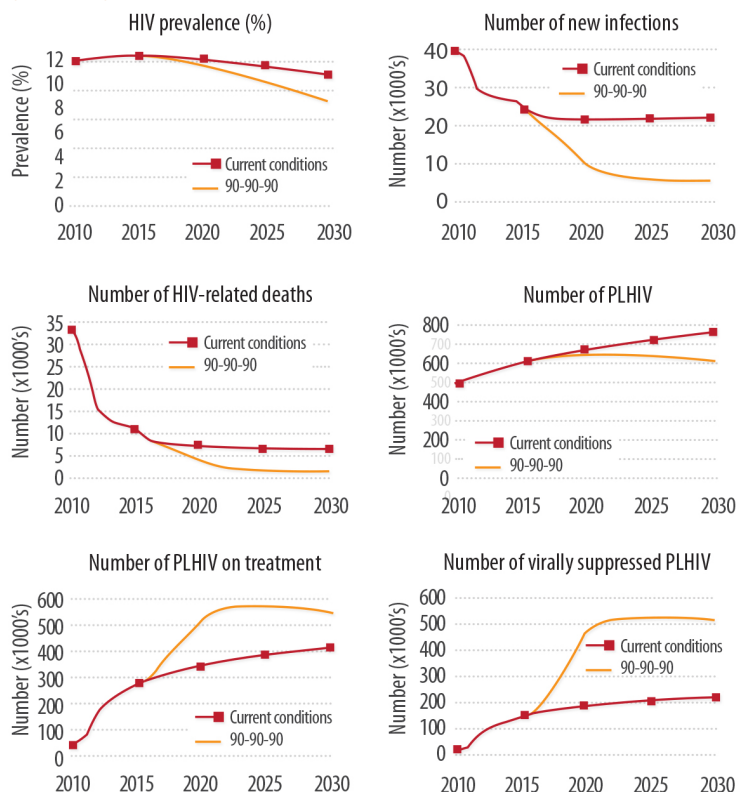 HIV prevalence (%)
Prevalence (%)
12
10
8
6
4
2
0
Current conditions
90-90-90
2010 2015 2020 2025 2030
Number of new infections
Number (x1000's)
40
30
20
10
0
Current conditions
90-90-90
2010 2015 2020 2025 2030
Number of HIV-related deaths
Number (x1000's)
35
30
25
20
15
10
5
0
Current conditions
90-90-90
2010 2015 2020 2025 2030
Number of PLHIV
Number (x1000's)
800
700
600
500
400
300
200
100
0
0
Current conditions
90-90-90
2010 2015 2020 2025 2030
Number of PLHIV on treatment
Number (x1000's)
600
500
400
300
200
100
0
Current conditions
90-90-90
2010 2015 2020 2025 2030
Number of virally suppressed PLHIV
Number (x1000's)
600
500
400
300
200
100
0
Current conditions
90-90-90
2010 2015 2020 2025 2030